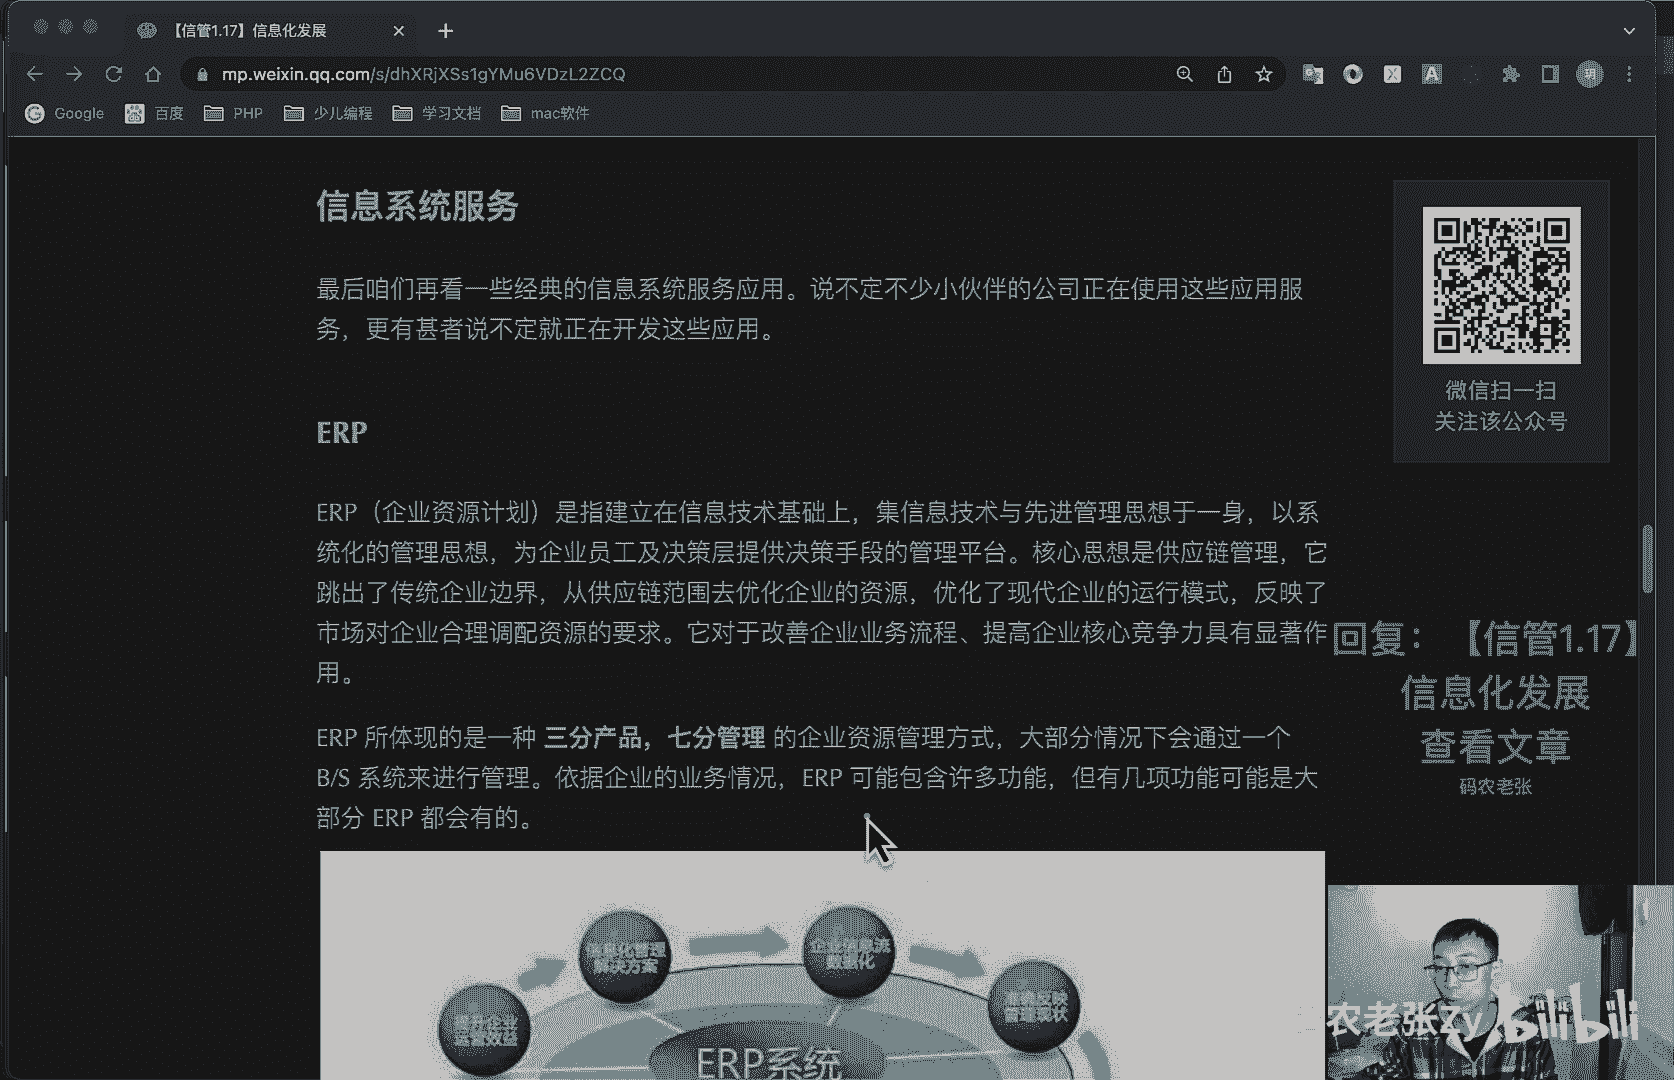 【信管1.17】信息化发展
mp.weixin.qq.com/s/dhXRjXSs1gYMu6VDzL2ZCQ
Google
百度
PHP
少儿编程
学习文档
mac软件
信息系统服务
最后咱们再看一些经典的信息系统服务应用。说不定不少小伙伴的公司正在使用这些应用服
务，更有甚者说不定就正在开发这些应用。
ERP
ERP（企业资源计划）是指建立在信息技术基础上，集信息技术与先进管理思想于一身，以系
统化的管理思想，为企业员工及决策层提供决策手段的管理平台。核心思想是供应链管理，它
跳出了传统企业边界，从供应链范围去优化企业的资源，优化了现代企业的运行模式，反映了
市场对企业合理调配资源的要求。它对于改善企业业务流程、提高企业核心竞争力具有显著作
用。
ERP 所体现的是一种 三分产品，七分管理 的企业资源管理方式，大部分情况下会通过一个
B/S 系统来进行管理。依据企业的业务情况，ERP 可能包含许多功能，但有几项功能可能是大
部分 ERP 都会有的。
提升企业
运营效益
信息化管理
解决方案
企业信息流
数据化
准确反映
管理现状
ERP系统
微信扫一扫
关注该公众号
回复：【信管1.17】
信息化发展
查看文章
码农老张
农老张Zy
bilibili